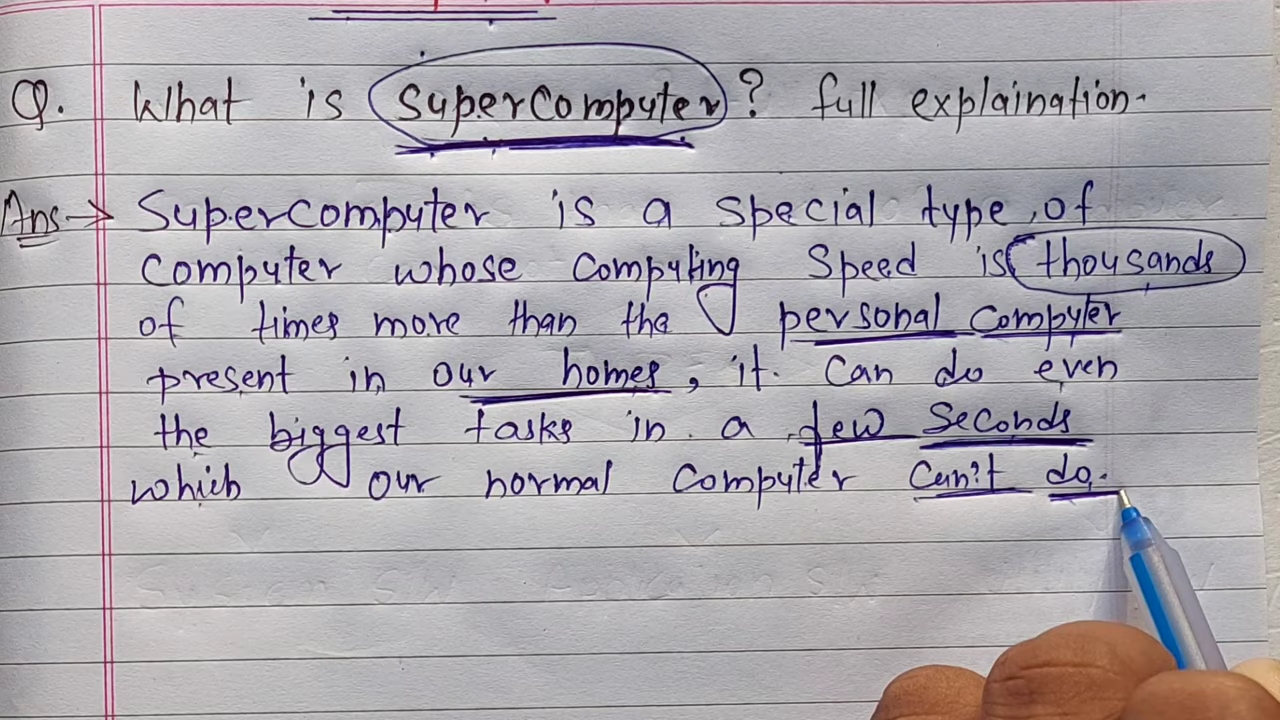 Q. What is Supercomputer? full explaination.
Ans → Supercomputer is a special type of
computer whose computing speed is thousands
of times more than the personal computer
present in our homes, it can do even
the biggest tasks in a few seconds
which our normal computer can't do.